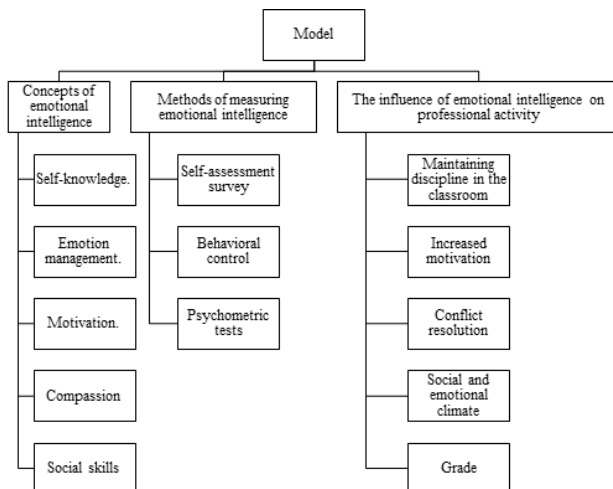 Model
Concepts of
emotional
intelligence
Methods of measuring
emotional intelligence
The influence of emotional intelligence on
professional activity
Self-knowledge.
Emotion
management.
Motivation.
Compassion
Social skills
Self-assessment
survey
Behavioral
control
Psychometric
tests
Maintaining
discipline in the
classroom
Increased
motivation
Conflict
resolution
Social and
emotional
climate
Grade